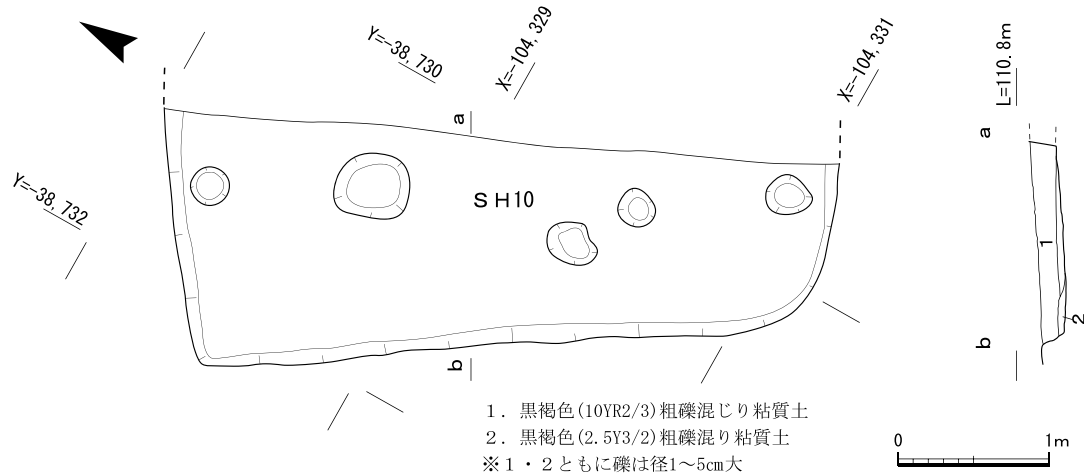 Y=-38,730
X=-104,329
X=-104,331
L=110.8m
a
a
Y=-38,732
SH10
1
2
b
b
1．黒褐色(10YR2/3)粗礫混じり粘質土
2．黒褐色(2.5Y3/2)粗礫混り粘質土
※1・2ともに礫は径1〜5cm大
0 1m